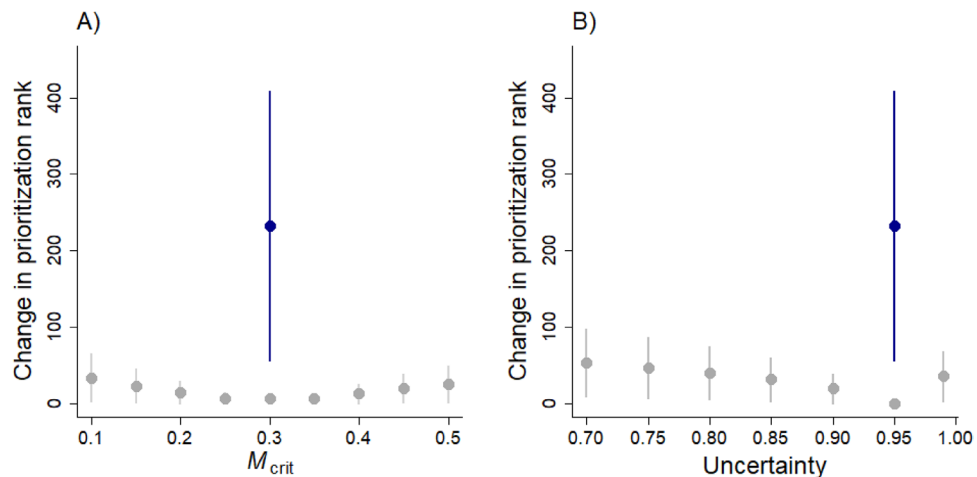 A)
Change in prioritization rank
400
300
200
100
0
0.1 0.2 0.3 0.4 0.5
Mcrit
B)
Change in prioritization rank
400
300
200
100
0
0.70 0.75 0.80 0.85 0.90 0.95 1.00
Uncertainty